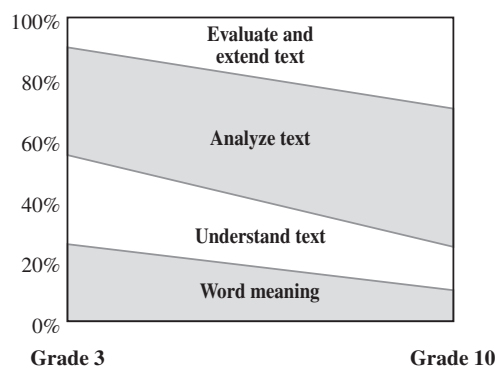 100%
80%
60%
40%
20%
0%
Evaluate and
extend text
Analyze text
Understand text
Word meaning
Grade 3
Grade 10